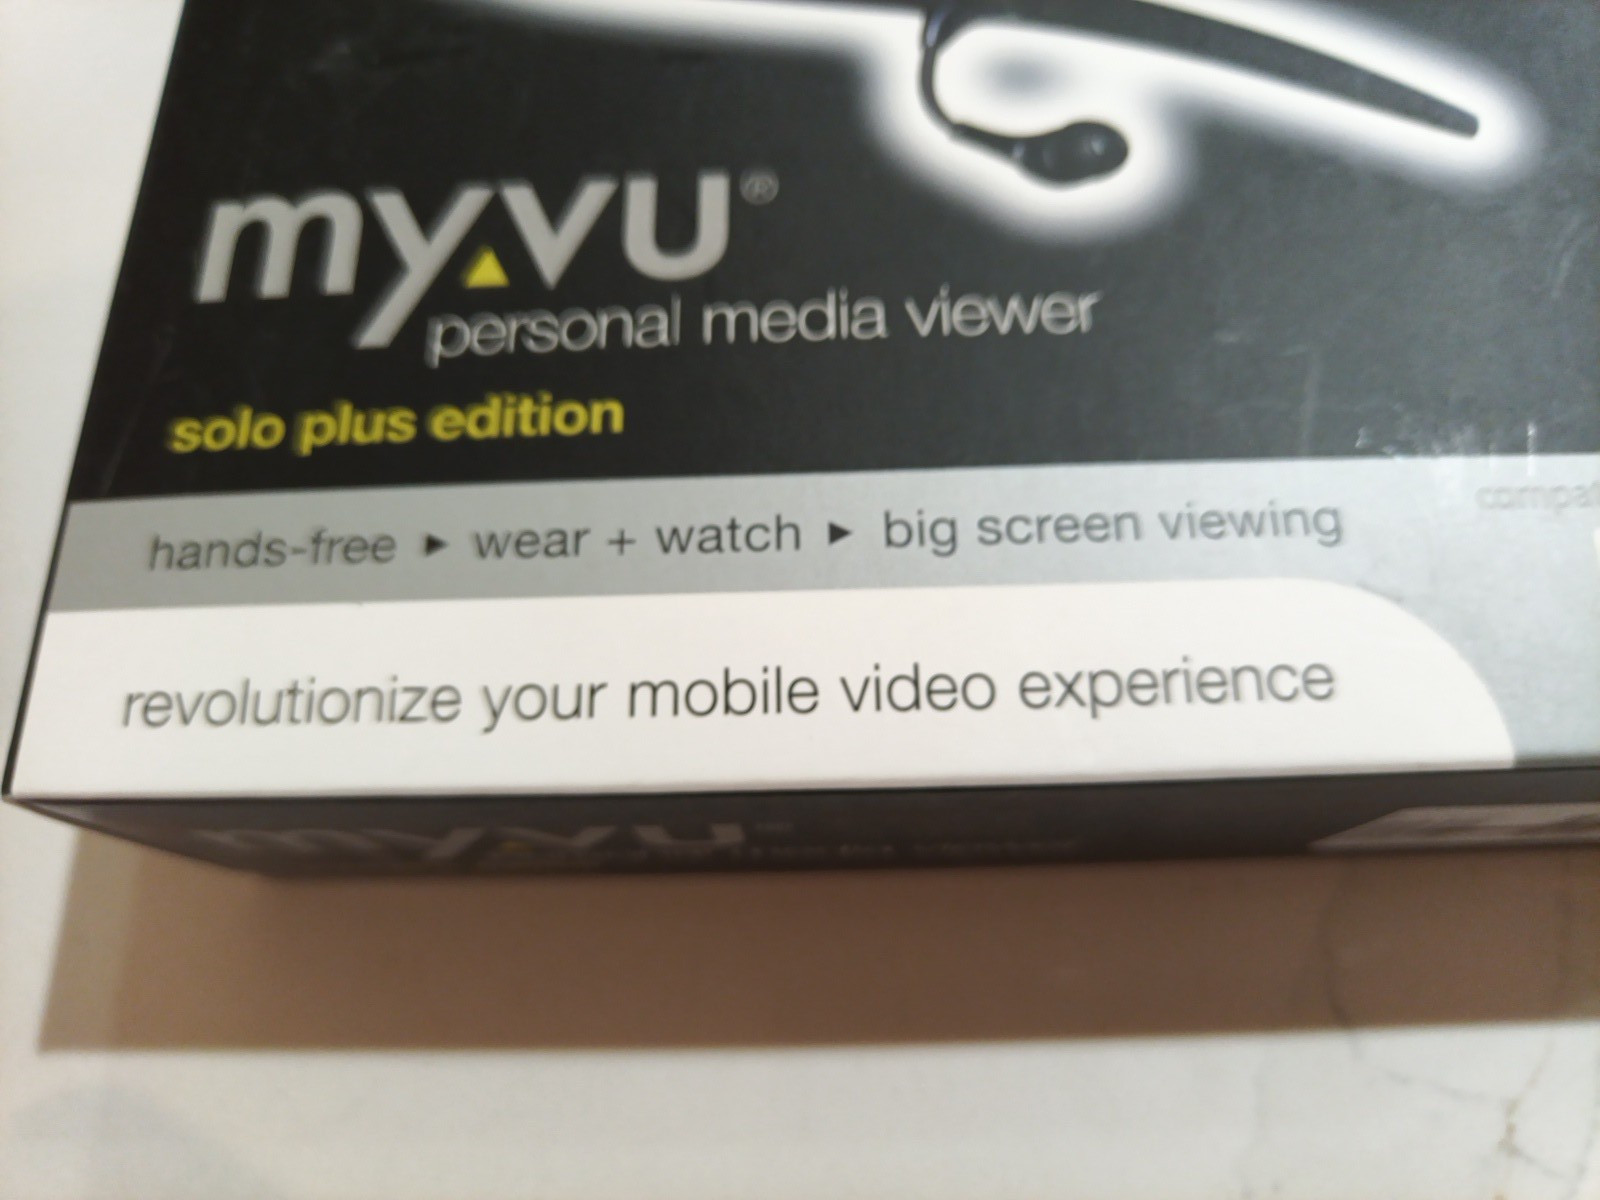 myvu®
personal media viewer
solo plus edition
hands-free ▸ wear + watch ▸ big screen viewing
revolutionize your mobile video experience
myvu